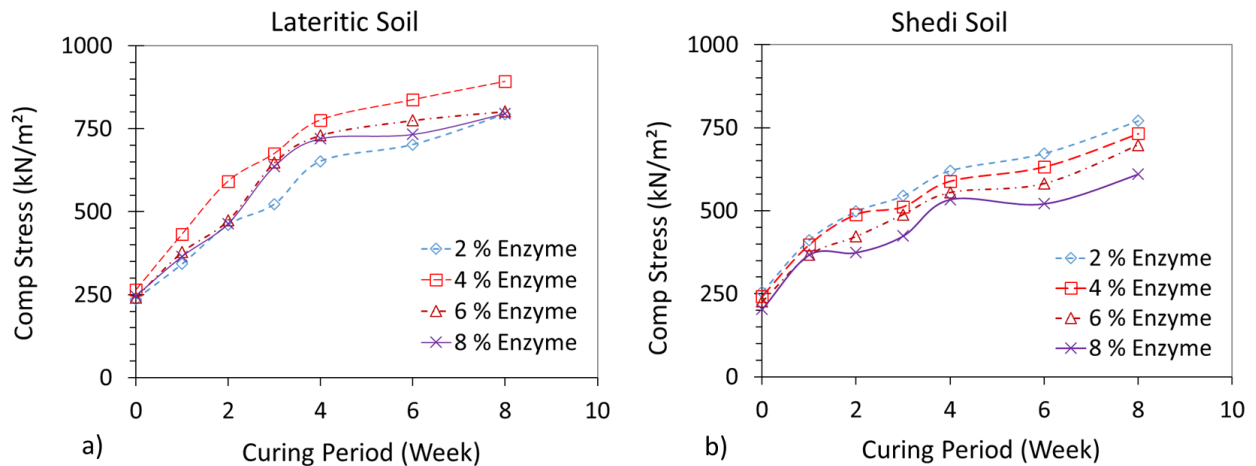 Lateritic Soil
Comp Stress (kN/m²)
1000
750
500
250
0
0 2 4 6 8 10
2 % Enzyme
4 % Enzyme
6 % Enzyme
8 % Enzyme
a) Curing Period (Week)
Shedi Soil
Comp Stress (kN/m²)
1000
750
500
250
0
0 2 4 6 8 10
2 % Enzyme
4 % Enzyme
6 % Enzyme
8 % Enzyme
b) Curing Period (Week)